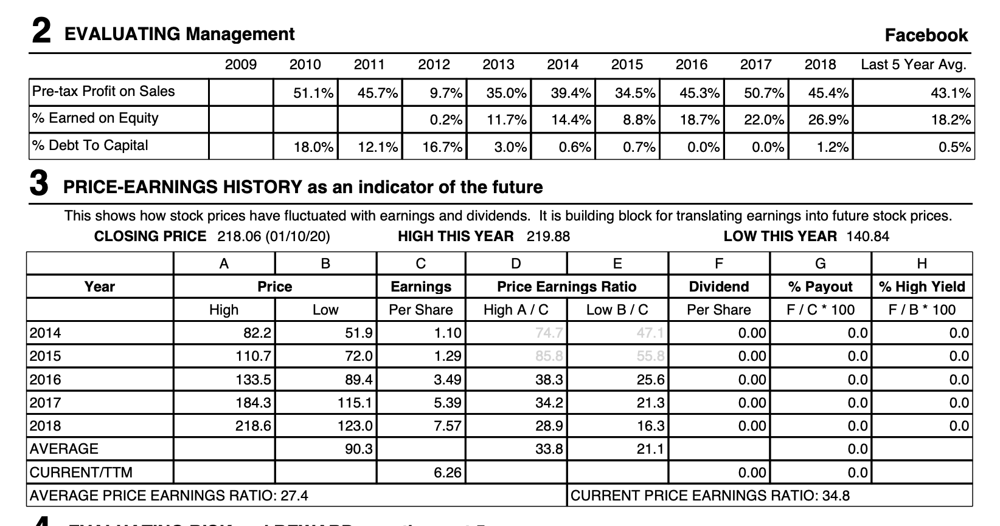 2 EVALUATING Management Facebook
2009 2010 2011 2012 2013 2014 2015 2016 2017 2018 Last 5 Year Avg.
Pre-tax Profit on Sales 51.1% 45.7% 9.7% 35.0% 39.4% 34.5% 45.3% 50.7% 45.4% 43.1%
% Earned on Equity 0.2% 11.7% 14.4% 8.8% 18.7% 22.0% 26.9% 18.2%
% Debt To Capital 18.0% 12.1% 16.7% 3.0% 0.6% 0.7% 0.0% 0.0% 1.2% 0.5%
3 PRICE-EARNINGS HISTORY as an indicator of the future
This shows how stock prices have fluctuated with earnings and dividends. It is building block for translating earnings into future stock prices.
CLOSING PRICE 218.06 (01/10/20) HIGH THIS YEAR 219.88 LOW THIS YEAR 140.84
A B C D E F G H
Year Price Earnings Price Earnings Ratio Dividend % Payout % High Yield
High Low Per Share High A / C Low B / C Per Share F / C * 100 F / B * 100
2014 82.2 51.9 1.10 74.7 47.1 0.00 0.0 0.0
2015 110.7 72.0 1.29 85.8 55.8 0.00 0.0 0.0
2016 133.5 89.4 3.49 38.3 25.6 0.00 0.0 0.0
2017 184.3 115.1 5.39 34.2 21.3 0.00 0.0 0.0
2018 218.6 123.0 7.57 28.9 16.3 0.00 0.0 0.0
AVERAGE 90.3 33.8 21.1 0.0
CURRENT/TTM 6.26 0.00 0.0
AVERAGE PRICE EARNINGS RATIO: 27.4 CURRENT PRICE EARNINGS RATIO: 34.8
4 EVALUATING RISK and REWARD